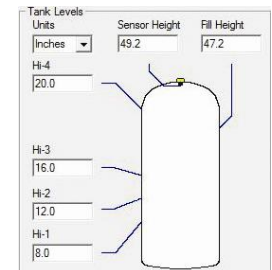 Tank Levels
Units
Sensor Height
Fill Height
Inches
49.2
47.2
Hi-4
20.0
Hi-3
16.0
Hi-2
12.0
Hi-1
8.0